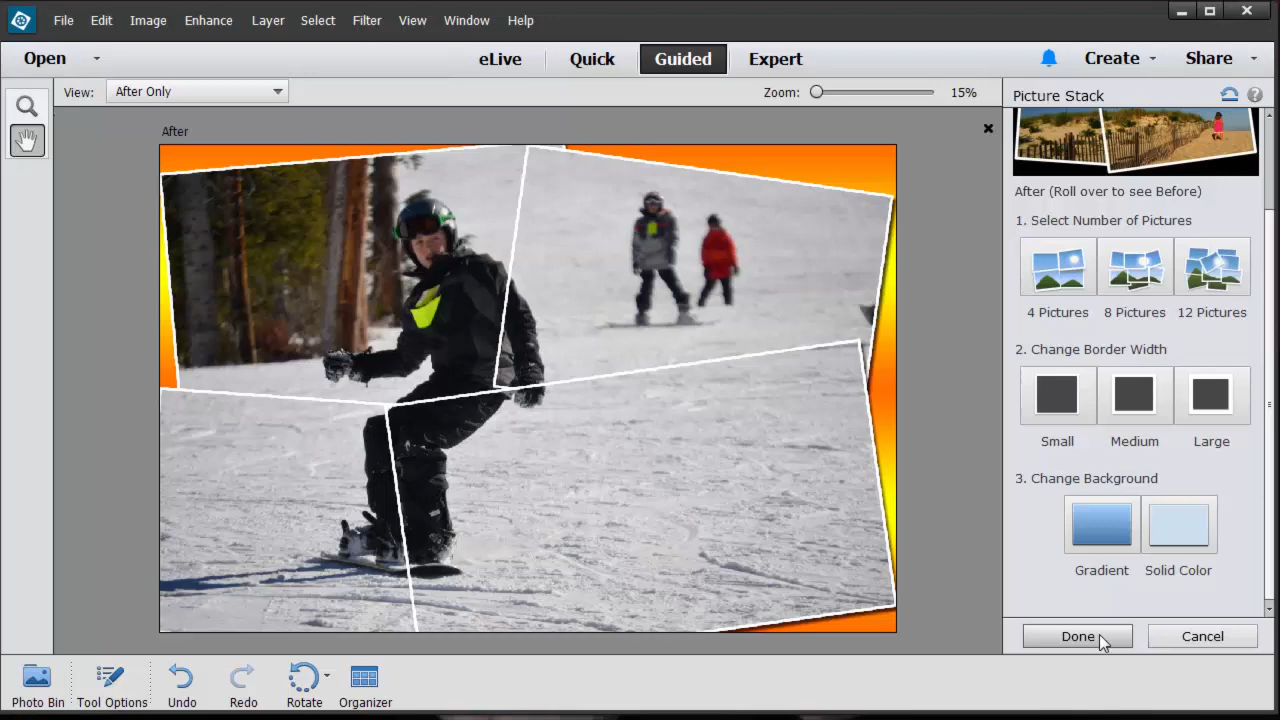 File Edit Image Enhance Layer Select Filter View Window Help
Open eLive Quick Guided Expert Create Share
View: After Only Zoom: 15% Picture Stack
After
After (Roll over to see Before)
1. Select Number of Pictures
4 Pictures 8 Pictures 12 Pictures
2. Change Border Width
Small Medium Large
3. Change Background
Gradient Solid Color
Done Cancel
Photo Bin Tool Options Undo Redo Rotate Organizer